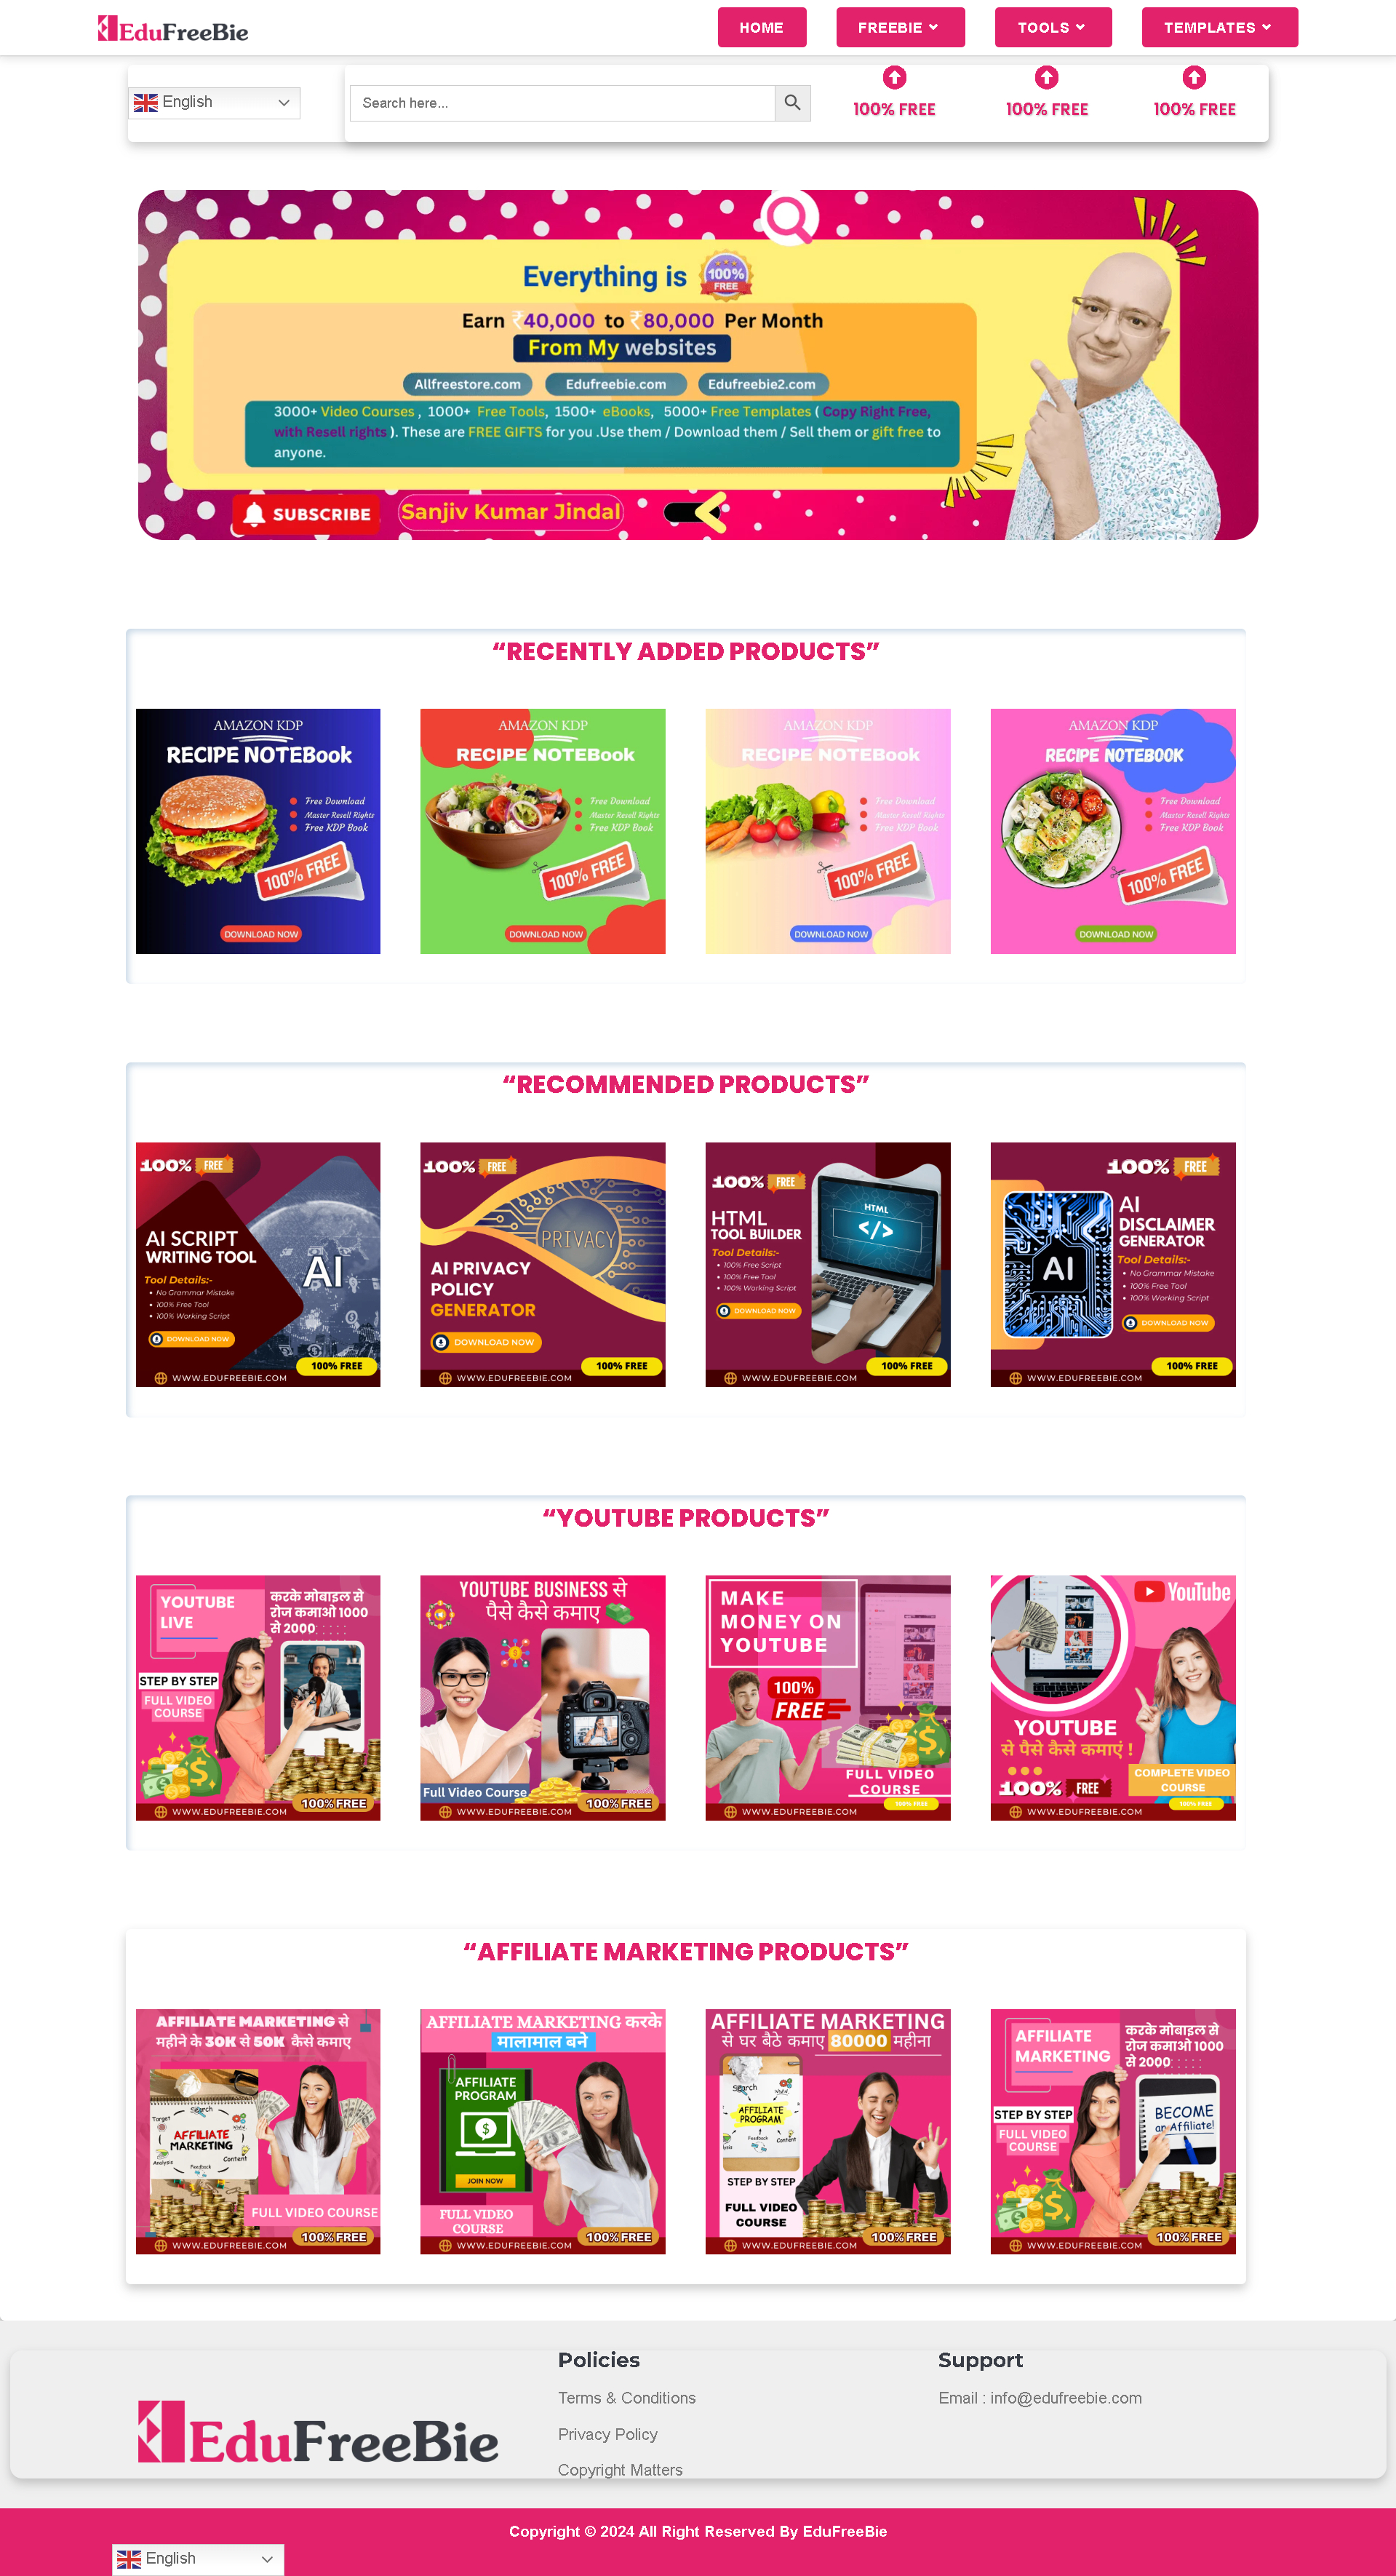 EduFreeBie
HOME
FREEBIE
TOOLS
TEMPLATES
English
Search here...
100% FREE
100% FREE
100% FREE
Everything is
100%
FREE
Earn ₹40,000 to ₹80,000 Per Month
From My websites
Allfreestore.com
Edufreebie.com
Edufreebie2.com
3000+ Video Courses , 1000+ Free Tools, 1500+ eBooks, 5000+ Free Templates ( Copy Right Free,
with Resell rights ). These are FREE GIFTS for you .Use them / Download them / Sell them or gift free to
anyone.
SUBSCRIBE
Sanjiv Kumar Jindal
“RECENTLY ADDED PRODUCTS”
AMAZON KDP
RECIPE NOTEBook
Free Download
Master Resell Rights
Free KDP Book
100% FREE
DOWNLOAD NOW
AMAZON KDP
RECIPE NOTEBook
Free Download
Master Resell Rights
Free KDP Book
100% FREE
DOWNLOAD NOW
AMAZON KDP
RECIPE NOTEBook
Free Download
Master Resell Rights
Free KDP Book
100% FREE
DOWNLOAD NOW
AMAZON KDP
RECIPE NOTEBOOK
Free Download
Master Resell Rights
Free KDP Book
100% FREE
DOWNLOAD NOW
“RECOMMENDED PRODUCTS”
100% FREE
AI SCRIPT
WRITING TOOL
Tool Details:-
No Grammar Mistake
100% Free Tool
100% Working Script
DOWNLOAD NOW
AI
100% FREE
WWW.EDUFREEBIE.COM
100% FREE
PRIVACY
AI PRIVACY
POLICY
GENERATOR
DOWNLOAD NOW
100% FREE
WWW.EDUFREEBIE.COM
100% FREE
HTML
TOOL BUILDER
Tool Details:-
100% Free Script
100% Free Tool
100% Working Script
DOWNLOAD NOW
HTML
</>
100% FREE
WWW.EDUFREEBIE.COM
100% FREE
AI
DISCLAIMER
GENERATOR
Tool Details:-
No Grammar Mistake
100% Free Tool
100% Working Script
DOWNLOAD NOW
AI
100% FREE
WWW.EDUFREEBIE.COM
“YOUTUBE PRODUCTS”
YOUTUBE
LIVE
करके मोबाइल से
रोज कमाओ 1000
से 2000
STEP BY STEP
FULL VIDEO
COURSE
100% FREE
WWW.EDUFREEBIE.COM
YOUTUBE BUSINESS से
पैसे कैसे कमाए
Full Video Course
100% FREE
WWW.EDUFREEBIE.COM
MAKE
MONEY ON
YOUTUBE
100%
FREE
FULL VIDEO
COURSE
100% FREE
WWW.EDUFREEBIE.COM
YouTube
YOUTUBE
से पैसे कैसे कमाएं !
100% FREE
COMPLETE VIDEO
COURSE
100% FREE
WWW.EDUFREEBIE.COM
“AFFILIATE MARKETING PRODUCTS”
AFFILIATE MARKETING से
महीने के 30K से 50K कैसे कमाए
Search
Target
AFFILIATE
MARKETING
Analysis
Content
Feedback
FULL VIDEO COURSE
100% FREE
WWW.EDUFREEBIE.COM
AFFILIATE MARKETING करके
मालामाल बने
AFFILIATE
PROGRAM
$
JOIN NOW
FULL VIDEO
COURSE
100% FREE
WWW.EDUFREEBIE.COM
AFFILIATE MARKETING
से घर बैठे कमाए 80000 महीना
Search
AFFILIATE
PROGRAM
Feedback
Content
STEP BY STEP
FULL VIDEO
COURSE
100% FREE
WWW.EDUFREEBIE.COM
AFFILIATE
MARKETING
करके मोबाइल से
रोज कमाओ 1000
से 2000
STEP BY STEP
FULL VIDEO
COURSE
BECOME
an Affiliate!
100% FREE
WWW.EDUFREEBIE.COM
EduFreeBie
Policies
Terms & Conditions
Privacy Policy
Copyright Matters
Support
Email : info@edufreebie.com
Copyright © 2024 All Right Reserved By EduFreeBie
English